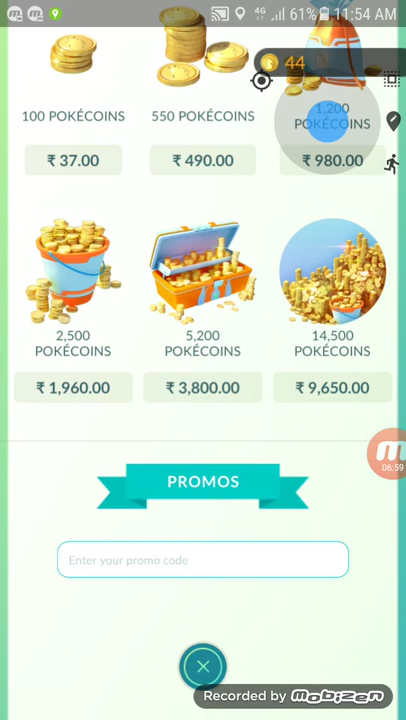 4G 61% 11:54 AM
44
100 POKÉCOINS 550 POKÉCOINS 1,200
POKÉCOINS
₹ 37.00 ₹ 490.00 ₹ 980.00
2,500 5,200 14,500
POKÉCOINS POKÉCOINS POKÉCOINS
₹ 1,960.00 ₹ 3,800.00 ₹ 9,650.00
06:59
PROMOS
Enter your promo code
Recorded by mobizen